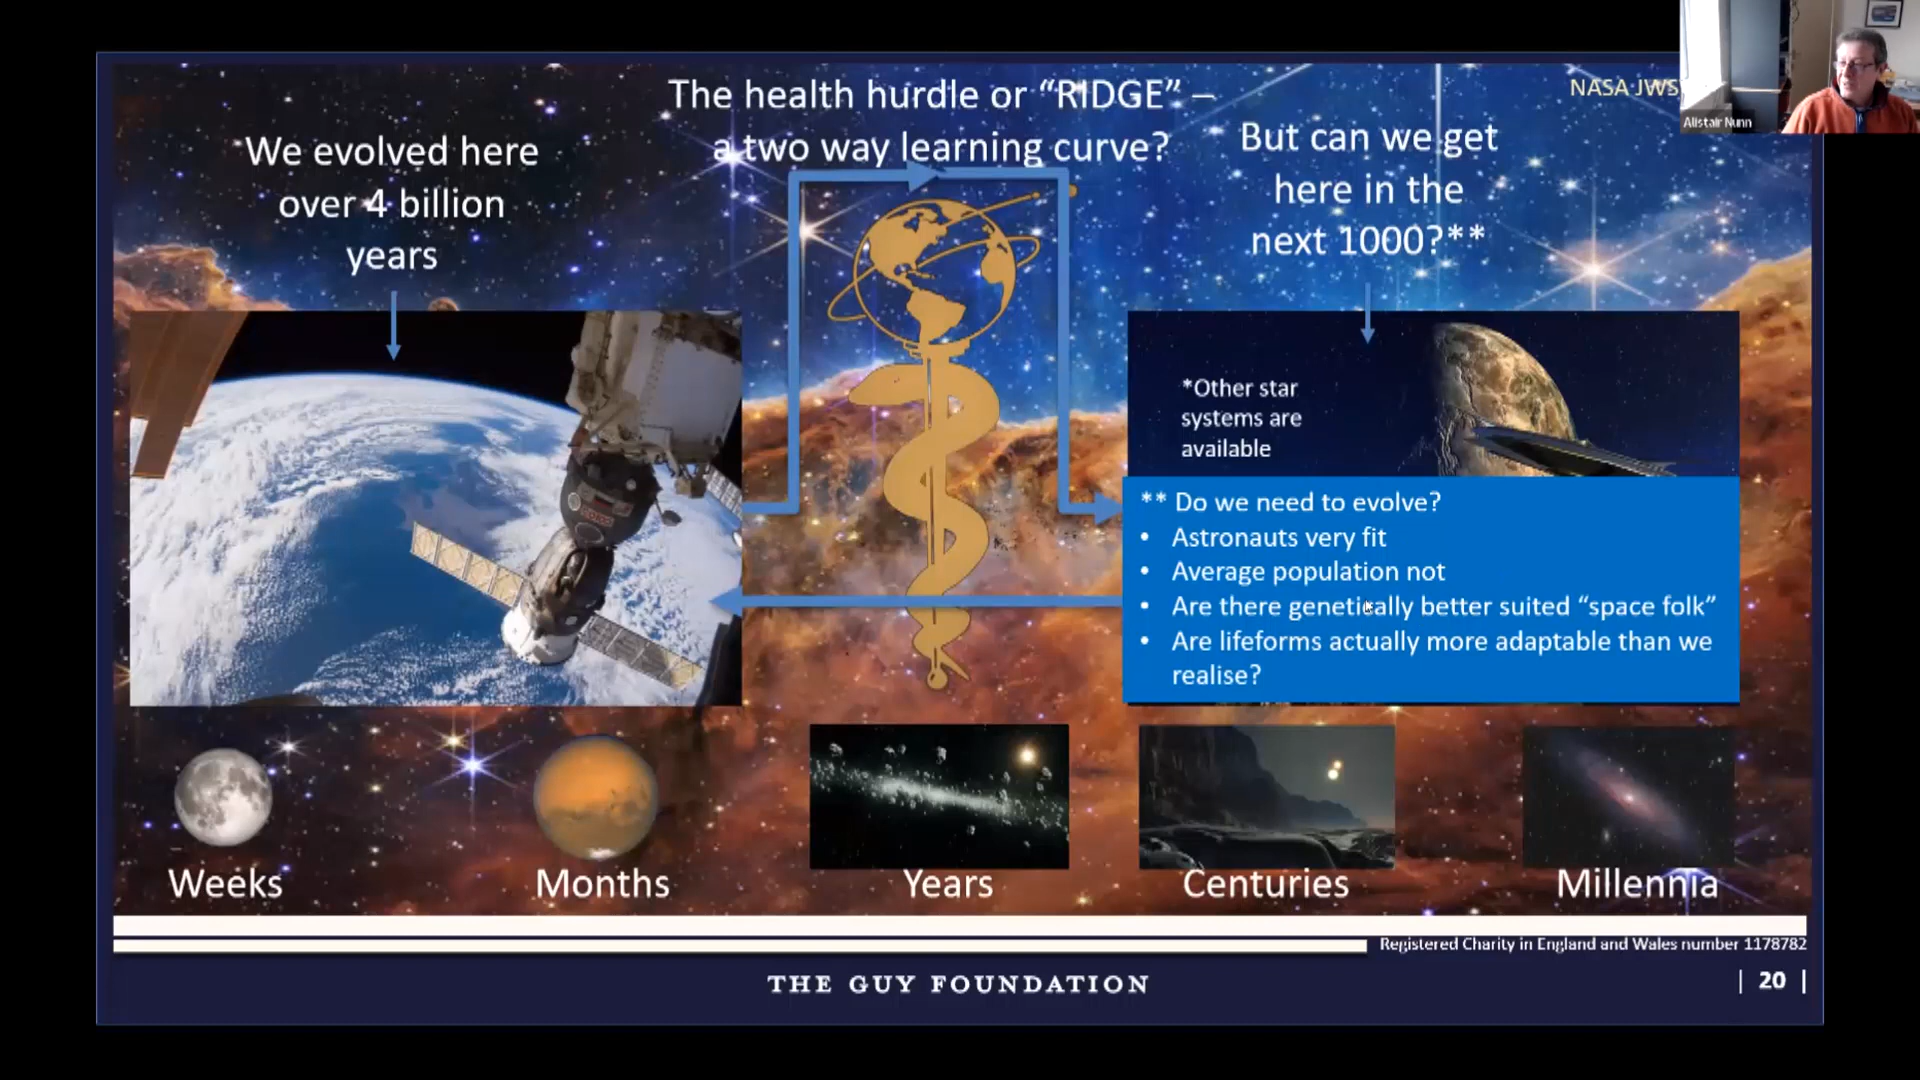 The health hurdle or “RIDGE” –
a two way learning curve?
NASA JWS
Alistair Nunn
We evolved here
over 4 billion
years
But can we get
here in the
next 1000?**
*Other star
systems are
available
** Do we need to evolve?
• Astronauts very fit
• Average population not
• Are there genetically better suited “space folk”
• Are lifeforms actually more adaptable than we
realise?
Weeks
Months
Years
Centuries
Millennia
Registered Charity in England and Wales number 1178782
THE GUY FOUNDATION
| 20 |